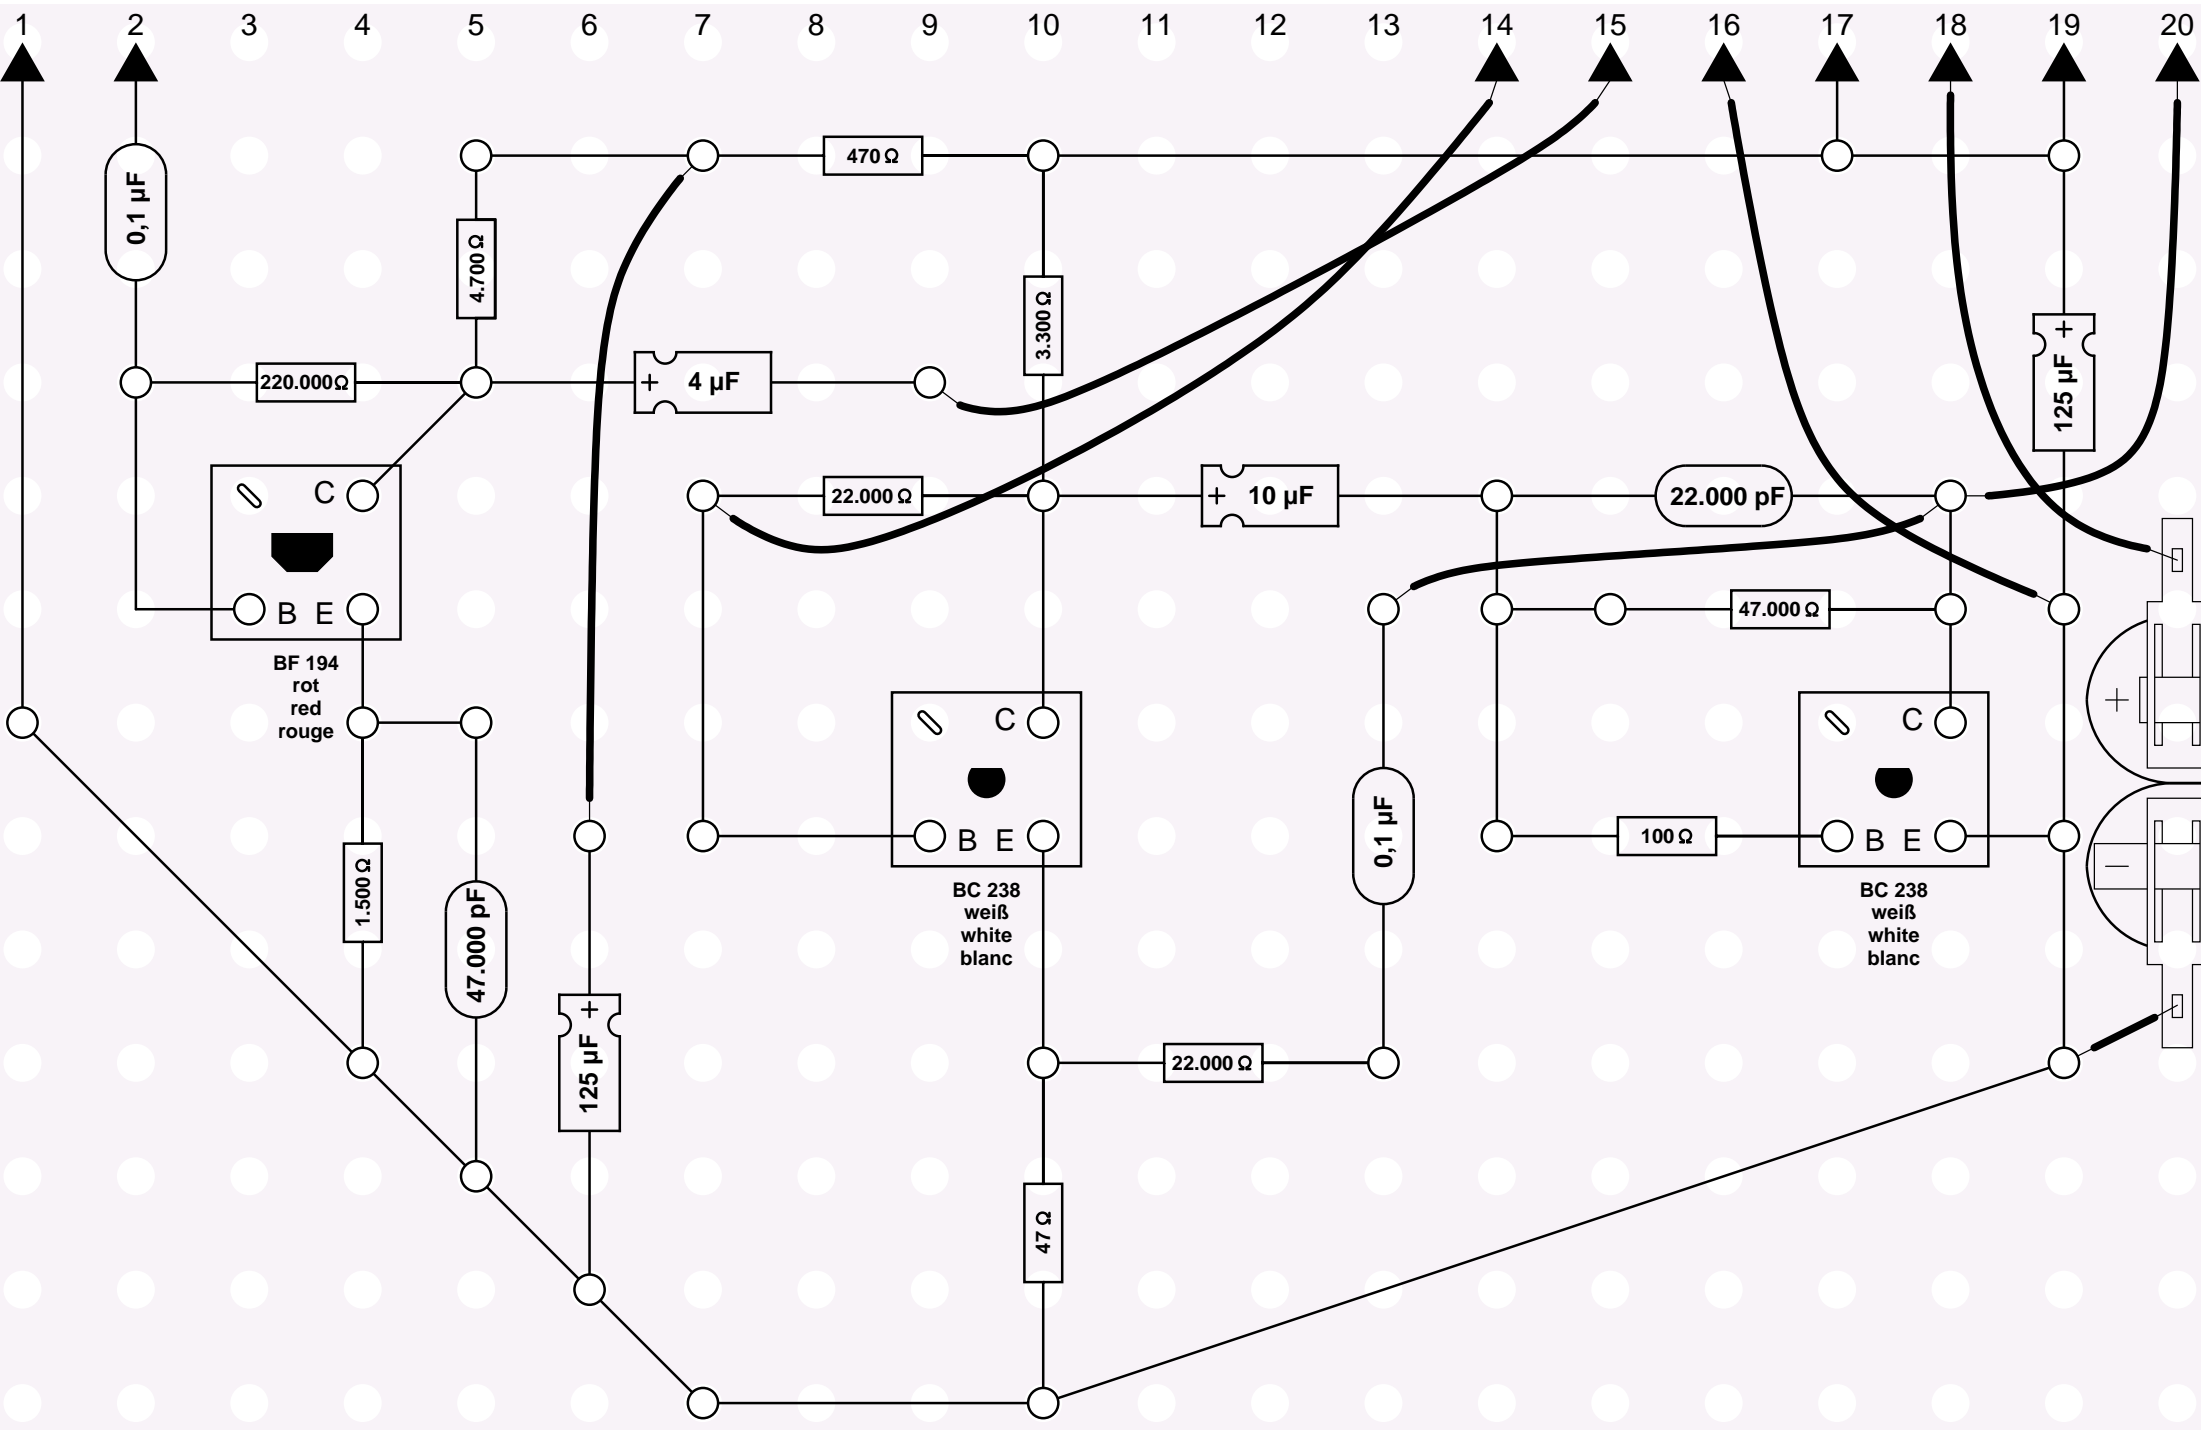 1 2 3 4 5 6 7 8 9 10 11 12 13 14 15 16 17 18 19 20
470 Ω
0,1 µF
4.700 Ω
3.300 Ω
+ 125 µF
220.000 Ω
+ 4 µF
C
22.000 Ω
+ 10 µF
22.000 pF
B E
47.000 Ω
BF 194
rot
red
rouge
C
C
+
0,1 µF
B E
100 Ω
B E
−
1.500 Ω
47.000 pF
BC 238
weiß
white
blanc
BC 238
weiß
white
blanc
+ 125 µF
22.000 Ω
47 Ω